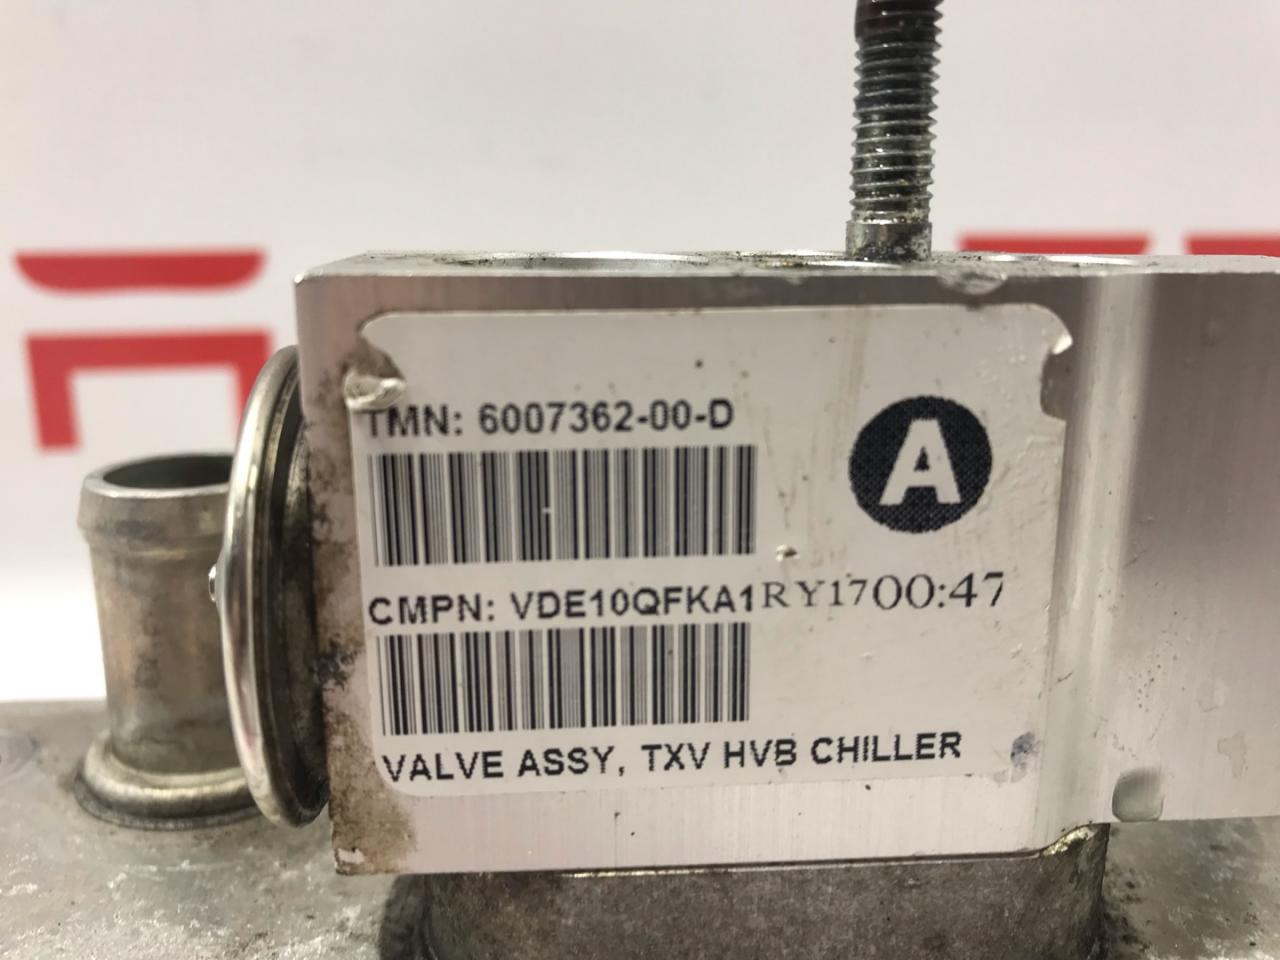 TMN: 6007362-00-D
A
CMPN: VDE10QFKA1RY1700:47
VALVE ASSY, TXV HVB CHILLER